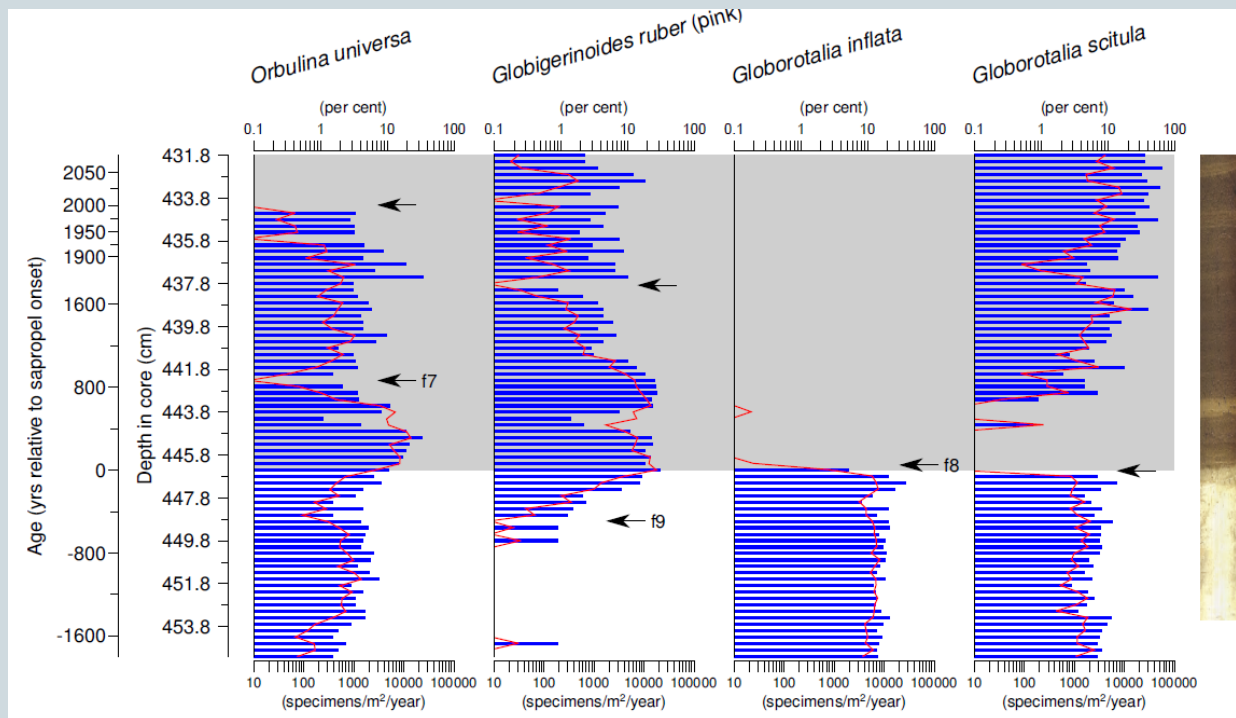 Orbulina universa
Globigerinoides ruber (pink)
Globorotalia inflata
Globorotalia scitula
(per cent) (per cent) (per cent) (per cent)
0.1 1 10 100 0.1 1 10 100 0.1 1 10 100 0.1 1 10 100
Age (yrs relative to sapropel onset)
2050
2000
1950
1900
1600
800
0
-800
-1600
Depth in core (cm)
431.8
433.8
435.8
437.8
439.8
441.8
443.8
445.8
447.8
449.8
451.8
453.8
f7
f8
f9
10 100 1000 100000 10 100 1000 100000 10 100 1000 100000 10 100 1000 100000
(specimens/m²/year) (specimens/m²/year) (specimens/m²/year) (specimens/m²/year)